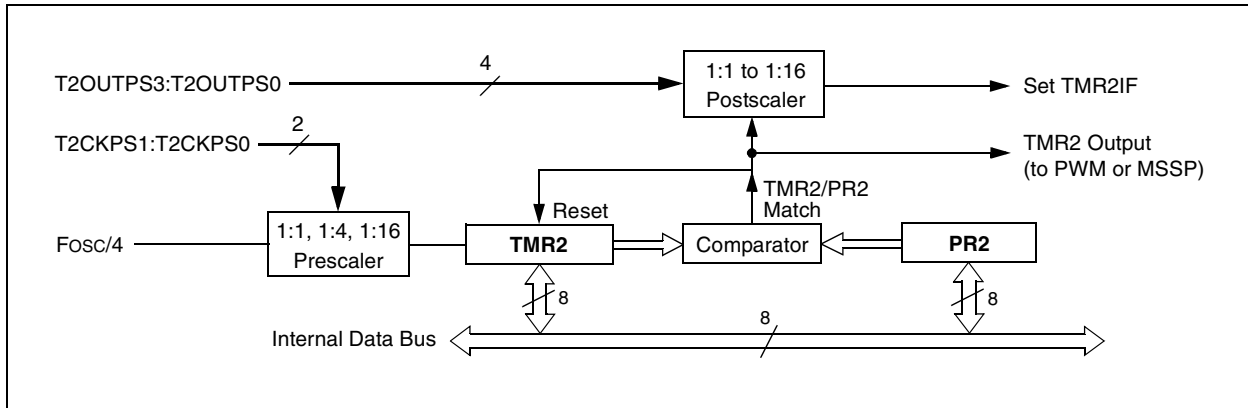 T2OUTPS3:T2OUTPS0
4
1:1 to 1:16
Postscaler
Set TMR2IF
T2CKPS1:T2CKPS0
2
TMR2 Output
(to PWM or MSSP)
TMR2/PR2
Match
Reset
FOSC/4
1:1, 1:4, 1:16
Prescaler
TMR2
Comparator
PR2
8
8
Internal Data Bus
8